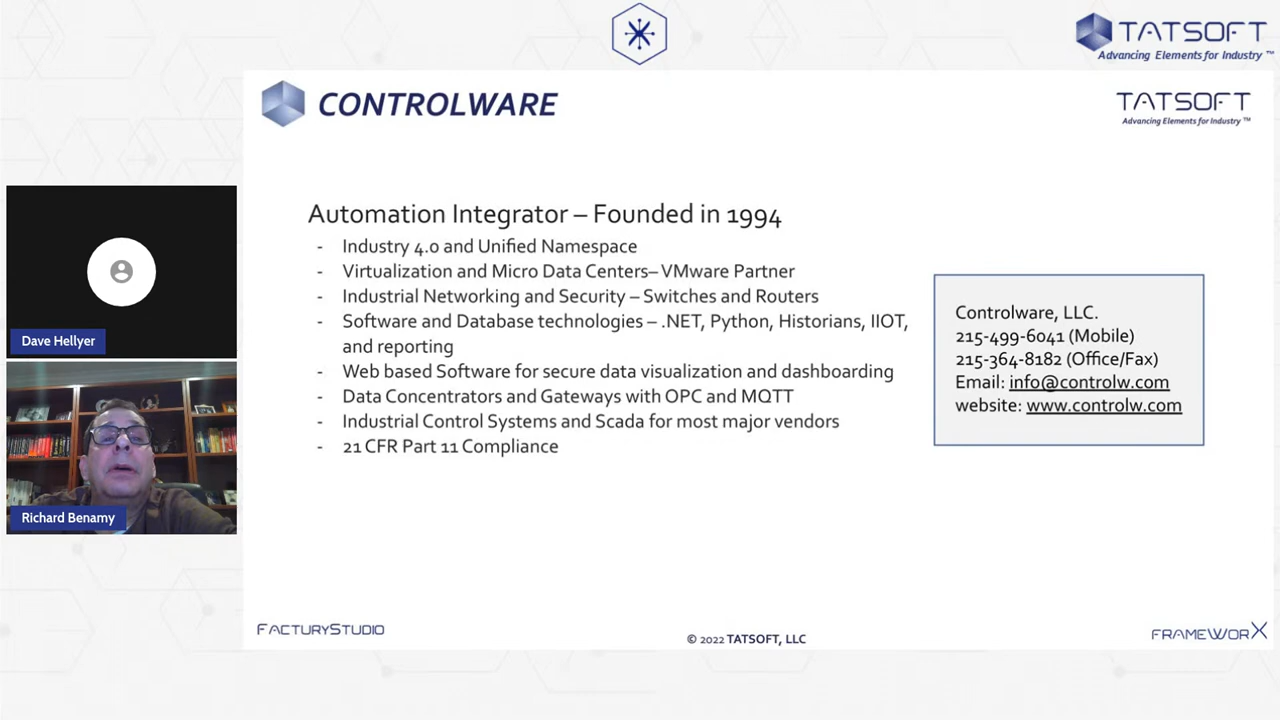 TATSOFT
Advancing Elements for Industry ™
CONTROLWARE
TATSOFT
Advancing Elements for Industry ™
Automation Integrator – Founded in 1994
- Industry 4.0 and Unified Namespace
- Virtualization and Micro Data Centers– VMware Partner
- Industrial Networking and Security – Switches and Routers
- Software and Database technologies – .NET, Python, Historians, IIOT,
and reporting
- Web based Software for secure data visualization and dashboarding
- Data Concentrators and Gateways with OPC and MQTT
- Industrial Control Systems and Scada for most major vendors
- 21 CFR Part 11 Compliance
Controlware, LLC.
215-499-6041 (Mobile)
215-364-8182 (Office/Fax)
Email: info@controlw.com
website: www.controlw.com
Dave Hellyer
Richard Benamy
FACTURYSTUDIO
© 2022 TATSOFT, LLC
FRAMEWORX